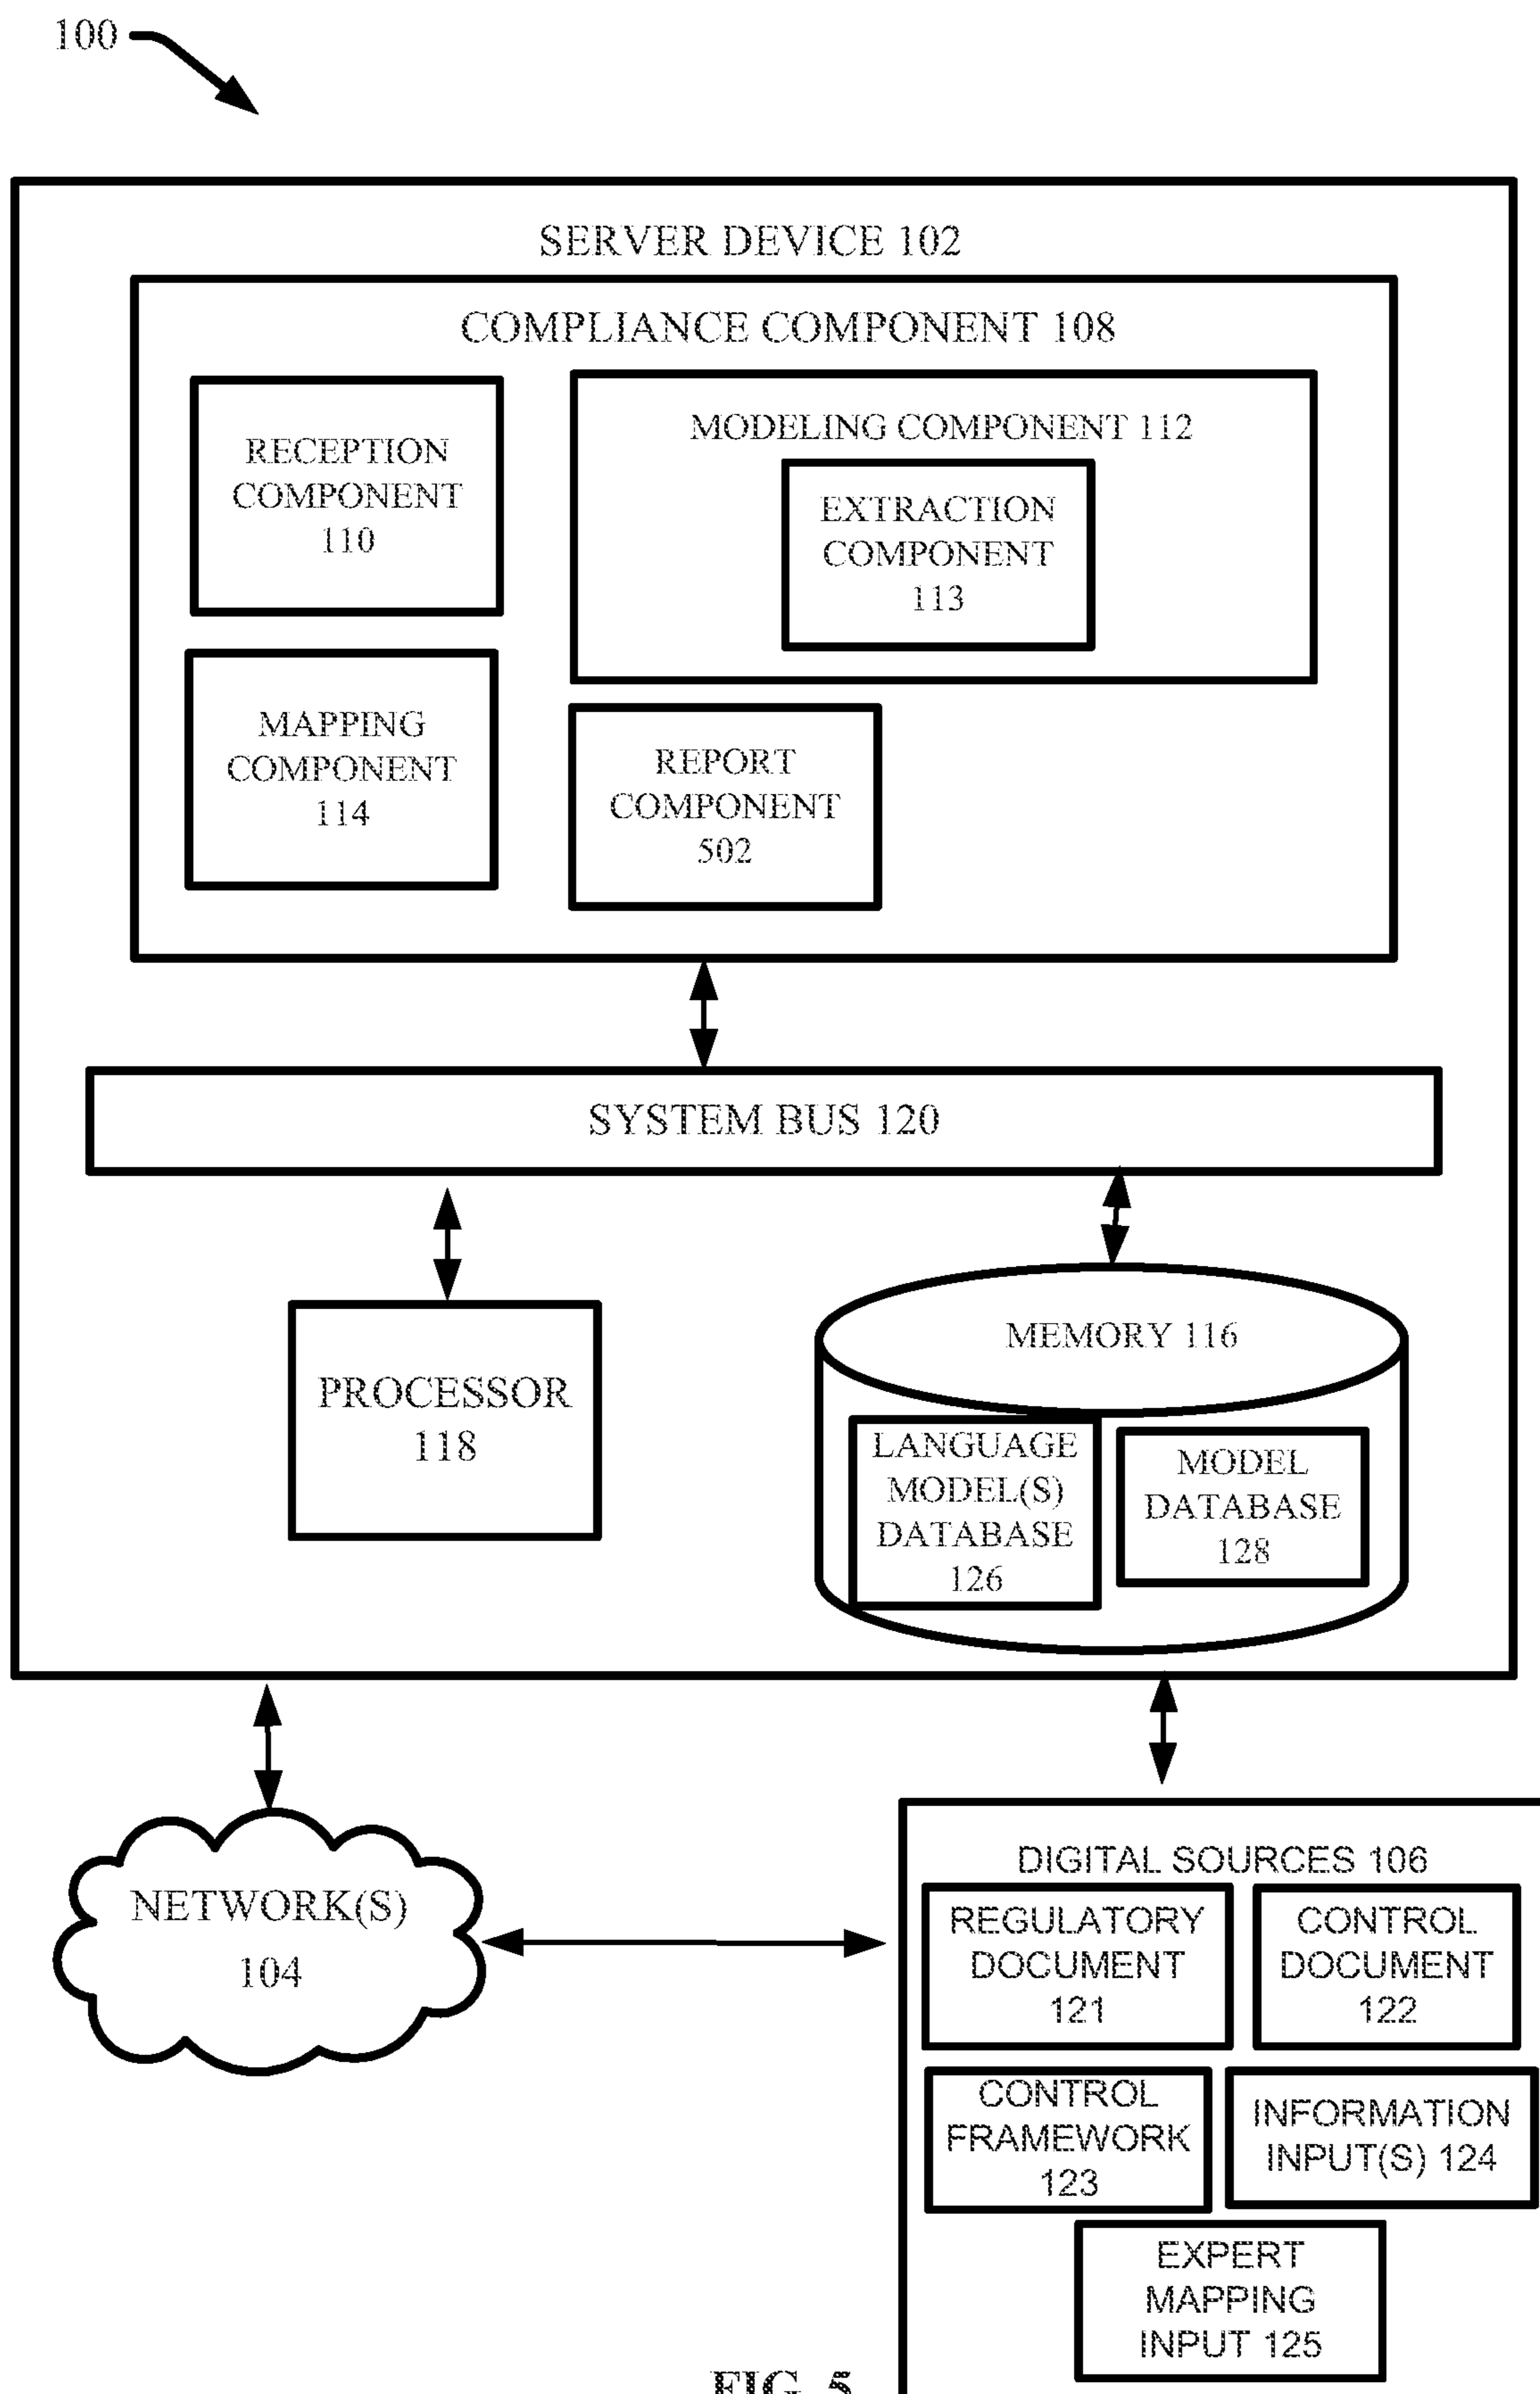 100
SERVER DEVICE 102
COMPLIANCE COMPONENT 108
RECEPTION
COMPONENT
110
MODELING COMPONENT 112
EXTRACTION
COMPONENT
113
MAPPING
COMPONENT
114
REPORT
COMPONENT
502
SYSTEM BUS 120
PROCESSOR
118
MEMORY 116
LANGUAGE
MODEL(S)
DATABASE
126
MODEL
DATABASE
128
NETWORK(S)
104
DIGITAL SOURCES 106
REGULATORY
DOCUMENT
121
CONTROL
DOCUMENT
122
CONTROL
FRAMEWORK
123
INFORMATION
INPUT(S) 124
EXPERT
MAPPING
INPUT 125
FIG. 5